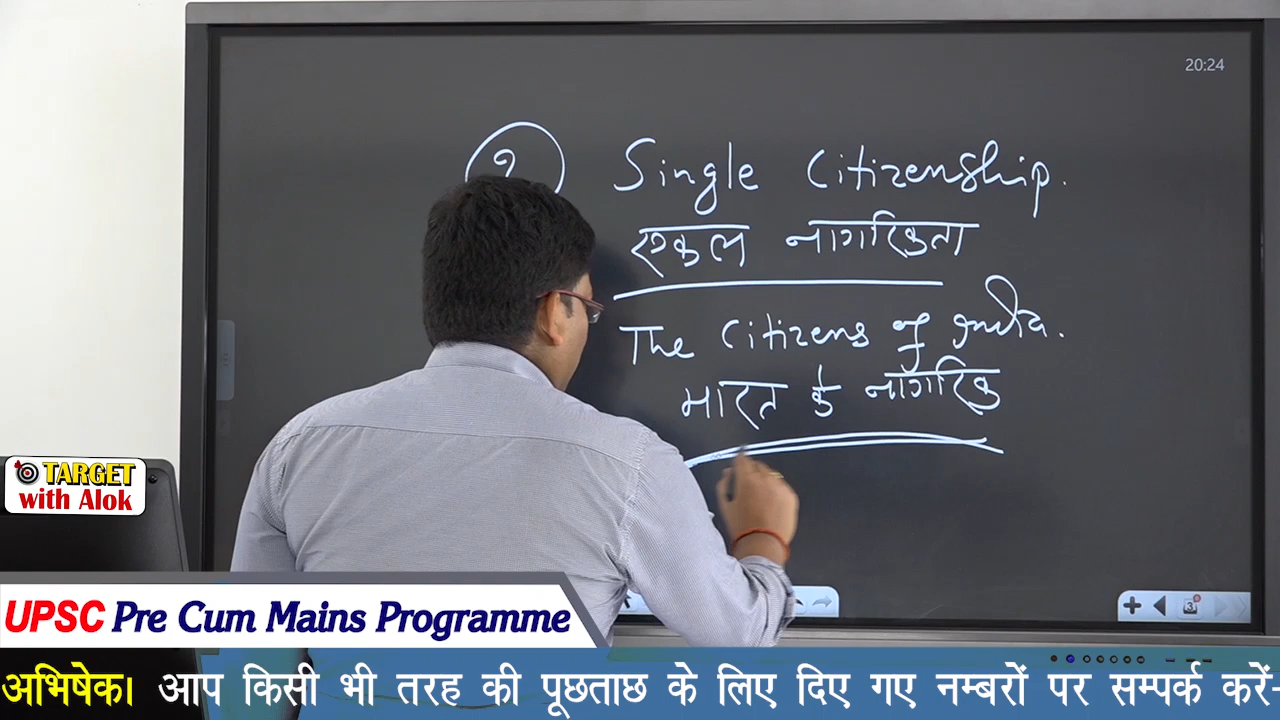 20:24
Single Citizenship.
एकल नागरिकता
The Citizens of India.
भारत के नागरिक
TARGET
with Alok
3
UPSC Pre Cum Mains Programme
अभिषेक। आप किसी भी तरह की पूछताछ के लिए दिए गए नम्बरों पर सम्पर्क करें-